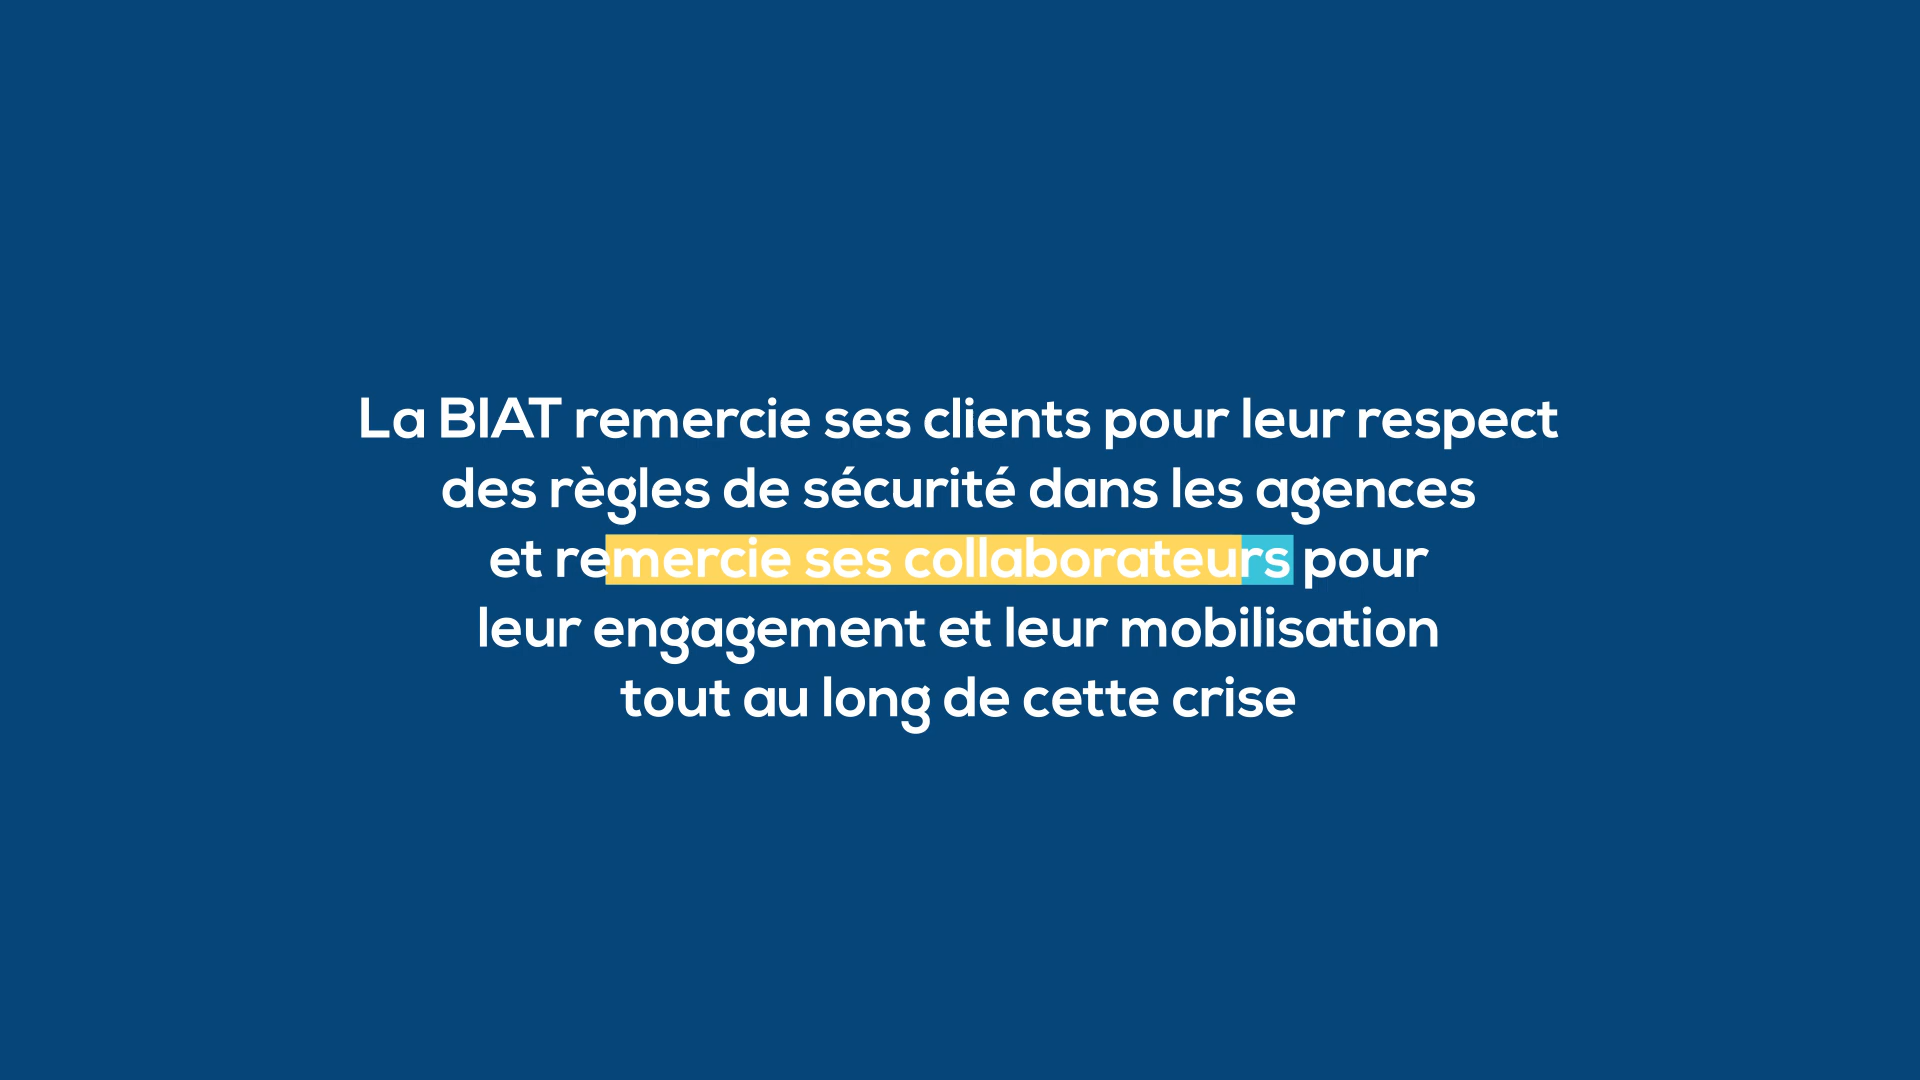 La BIAT remercie ses clients pour leur respect
des règles de sécurité dans les agences
et remercie ses collaborateurs pour
leur engagement et leur mobilisation
tout au long de cette crise